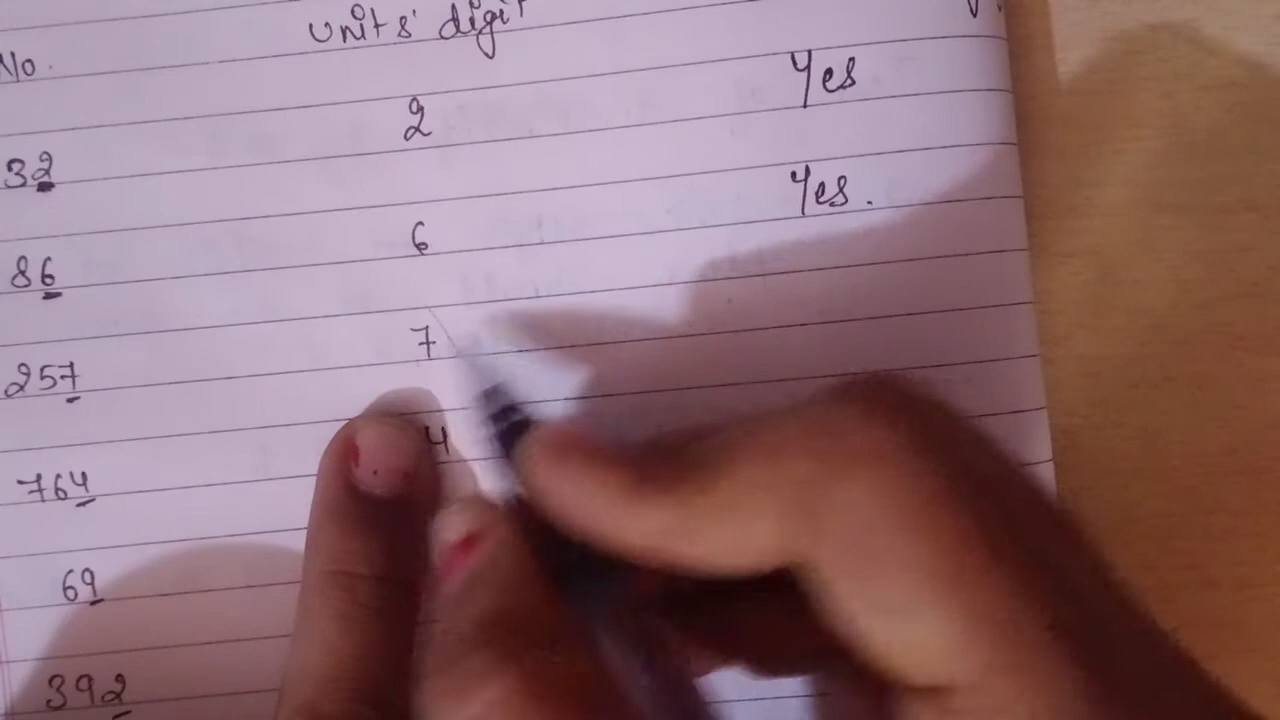 No. units' digit
32 2 Yes
86 6 Yes.
257 7
764 4
69
392